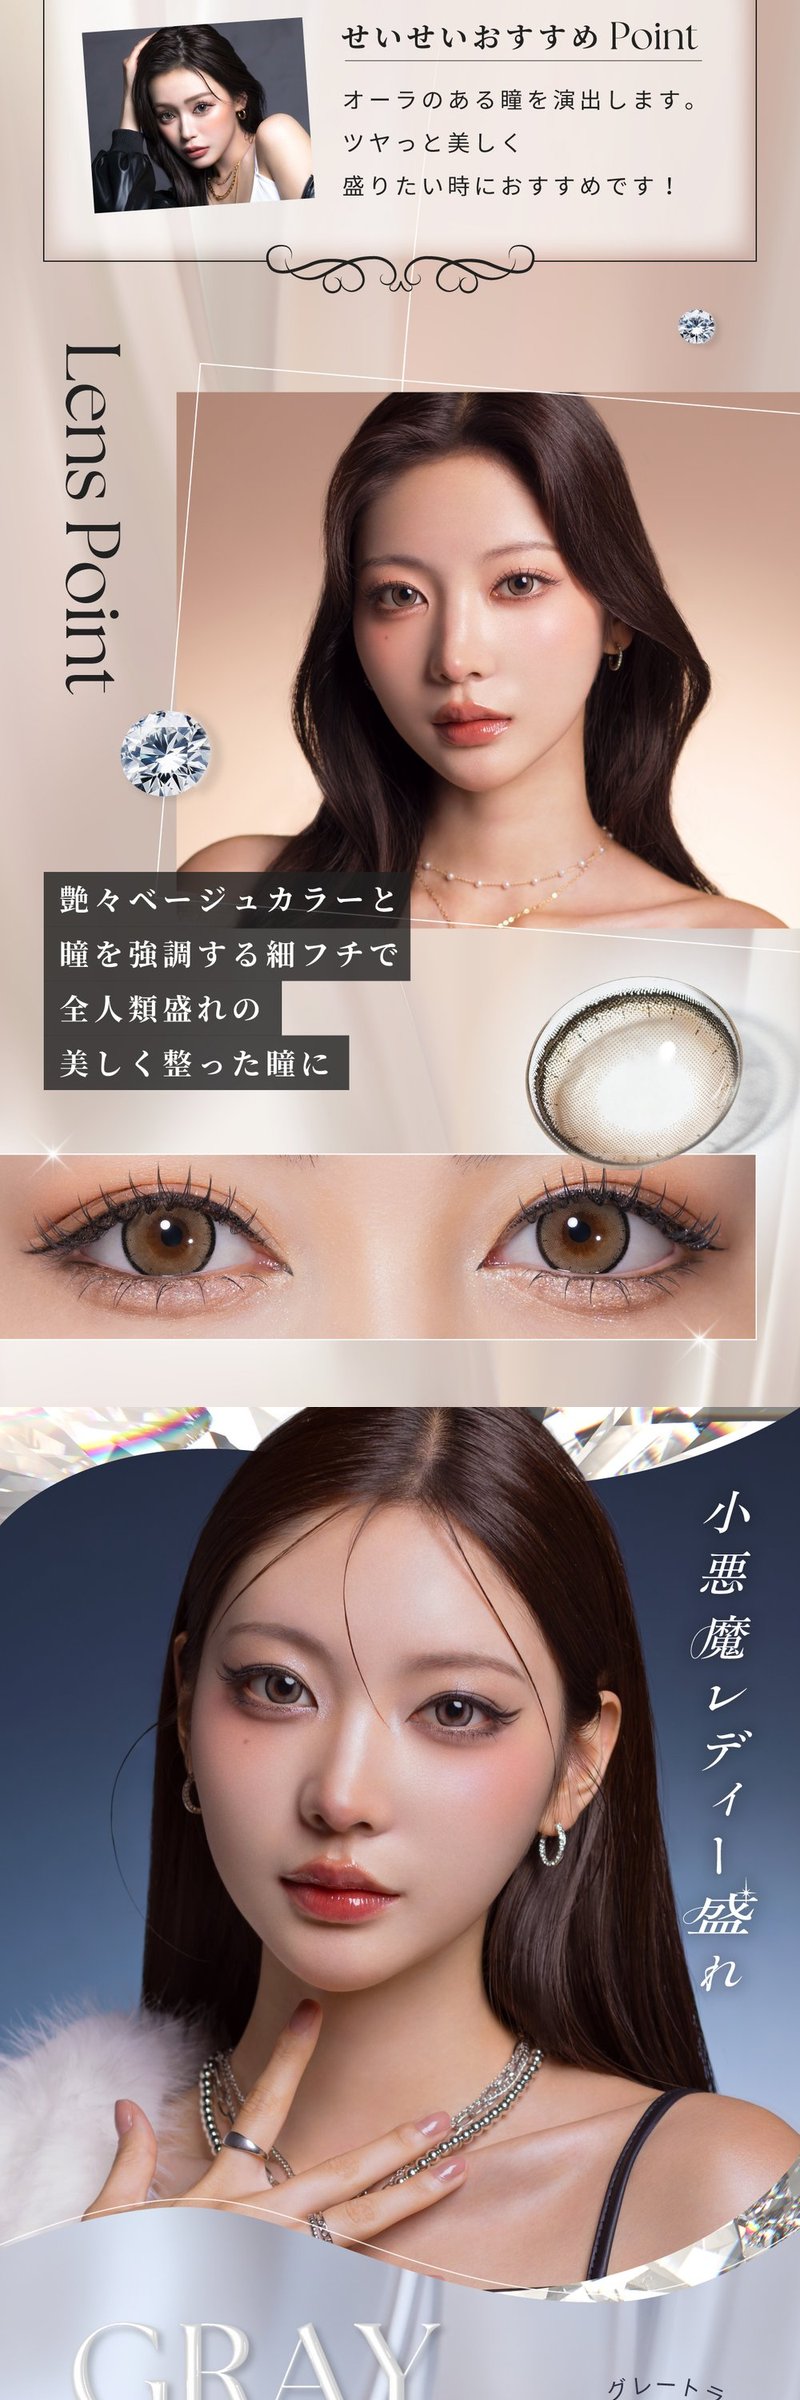 せいせいおすすめ Point
オーラのある瞳を演出します。
ツヤっと美しく
盛りたい時におすすめです！
Lens Point
艶々ベージュカラーと
瞳を強調する細フチで
全人類盛れの
美しく整った瞳に
小悪魔レディー盛れ
GRAY
グレートラ